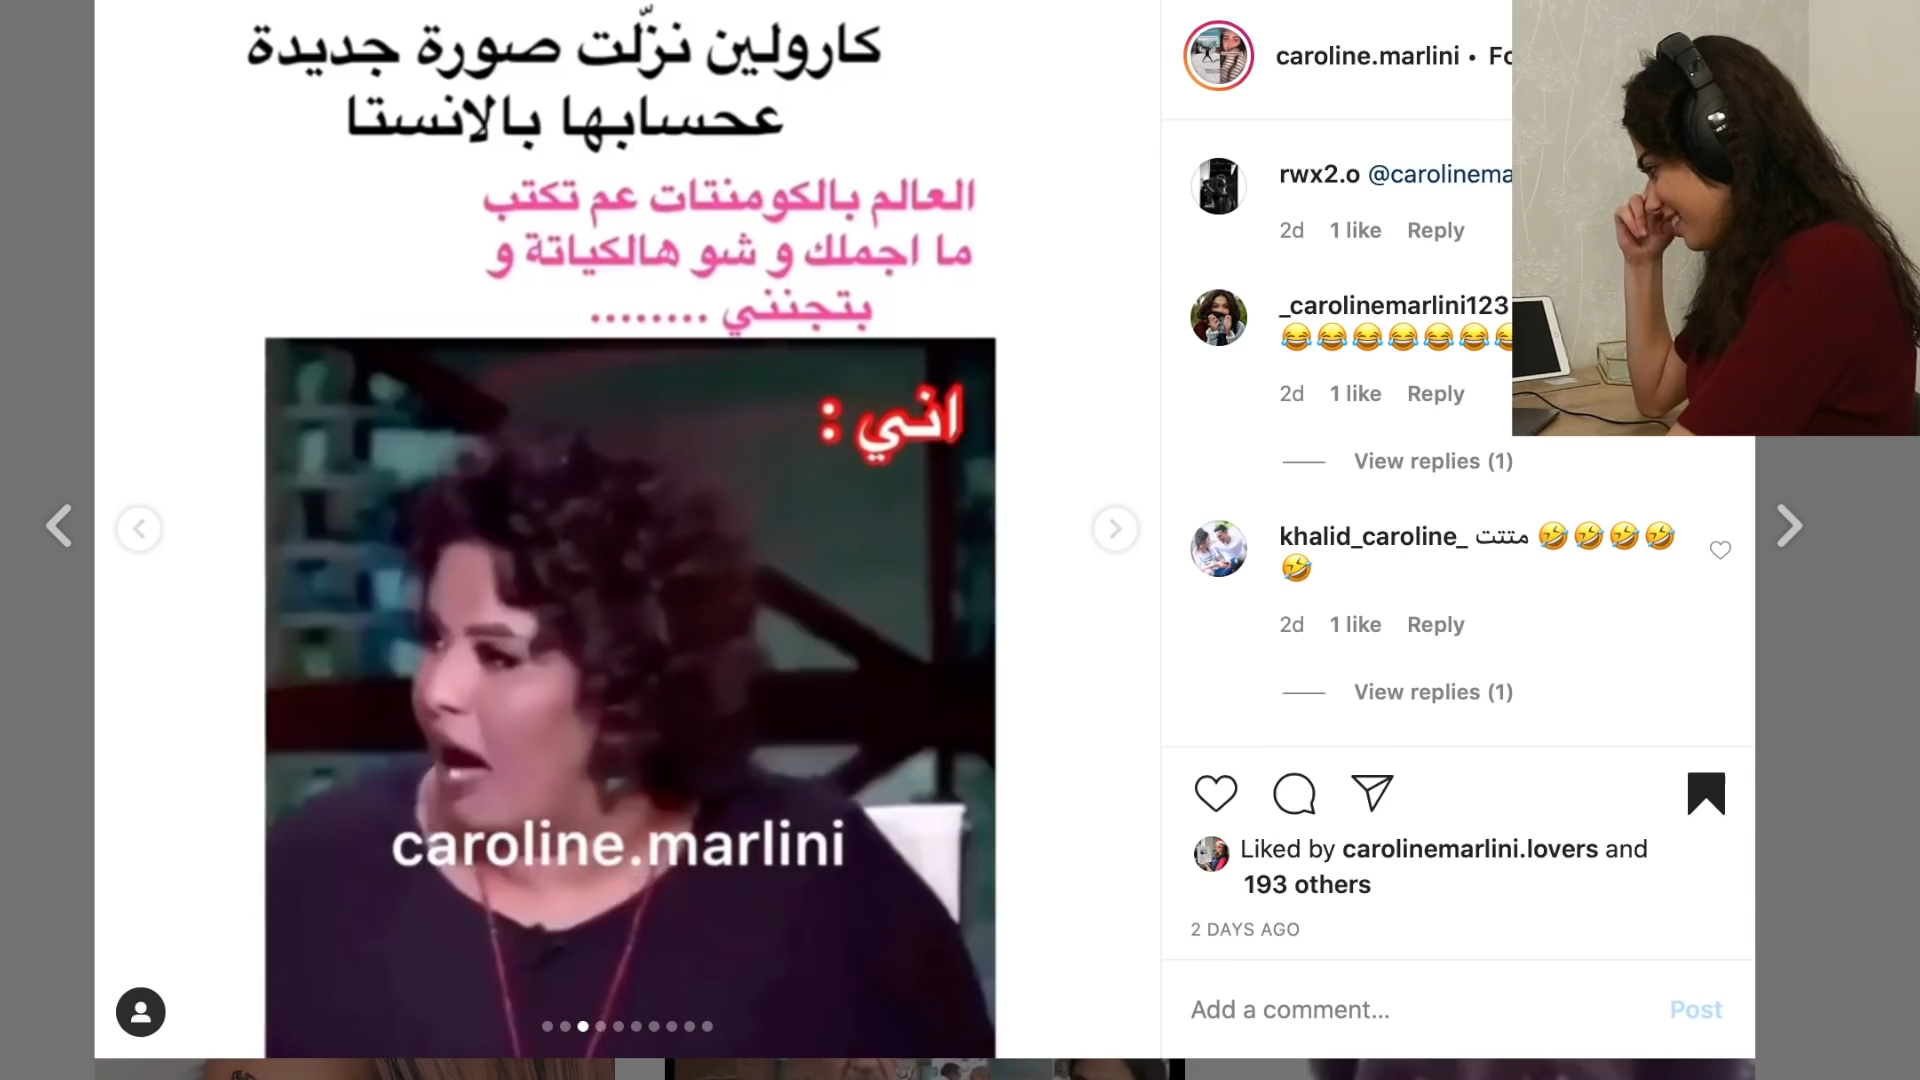 كارولين نزّلت صورة جديدة
عحسابها بالانستا
العالم بالكومنتات عم تكتب
ما اجملك و شو هالكياتة و
بتجنني ........
اني :
caroline.marlini
caroline.marlini • Fo
rwx2.o @carolinema
2d 1 like Reply
_carolinemarlini123
😂😂😂😂😂😂😂
2d 1 like Reply
View replies (1)
khalid_caroline_ متتت 🤣🤣🤣🤣
🤣
2d 1 like Reply
View replies (1)
Liked by carolinemarlini.lovers and
193 others
2 DAYS AGO
Add a comment... Post